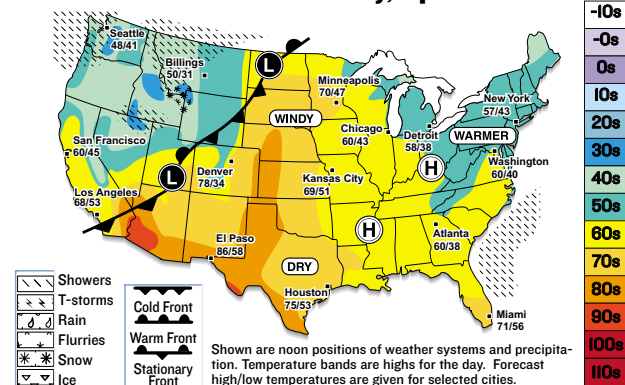 Seattle
48/41
Billings
50/31
L
Minneapolis
70/47
WINDY
New York
57/43
San Francisco
60/45
Chicago
60/43
Detroit
58/38
WARMER
Washington
60/40
H
Denver
78/34
Kansas City
69/51
L
Los Angeles
68/53
H
Atlanta
60/38
El Paso
86/58
DRY
Houston
75/53
Miami
71/56
Showers
T-storms
Rain
Flurries
Snow
Ice
Cold Front
Warm Front
Stationary
Front
Shown are noon positions of weather systems and precipita-
tion. Temperature bands are highs for the day. Forecast
high/low temperatures are given for selected cities.
-10s
-0s
0s
10s
20s
30s
40s
50s
60s
70s
80s
90s
100s
110s